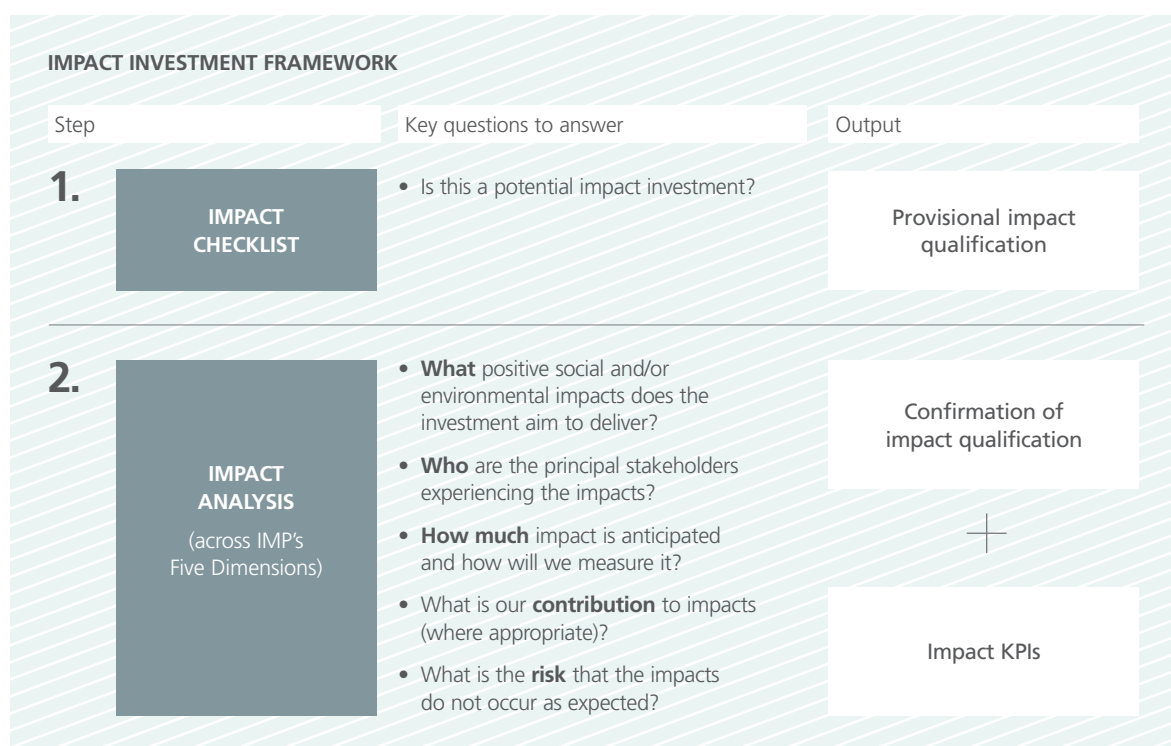 IMPACT INVESTMENT FRAMEWORK
Step
Key questions to answer
Output
1.
IMPACT
CHECKLIST
• Is this a potential impact investment?
Provisional impact
qualification
2.
IMPACT
ANALYSIS
(across IMP's
Five Dimensions)
• What positive social and/or
environmental impacts does the
investment aim to deliver?
• Who are the principal stakeholders
experiencing the impacts?
• How much impact is anticipated
and how will we measure it?
• What is our contribution to impacts
(where appropriate)?
• What is the risk that the impacts
do not occur as expected?
Confirmation of
impact qualification
Impact KPIs